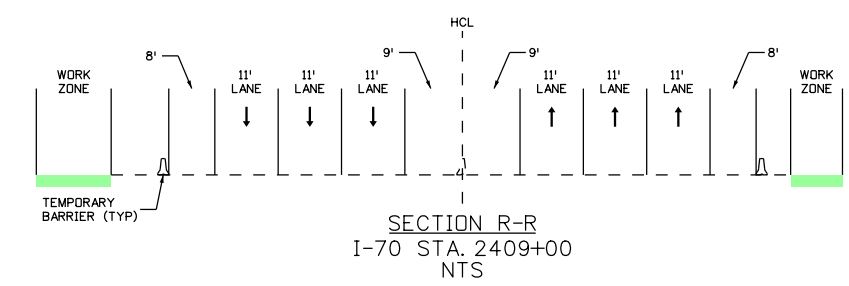 HCL
8'
9'
9'
8'
WORK
ZONE
11'
LANE
11'
LANE
11'
LANE
11'
LANE
11'
LANE
11'
LANE
WORK
ZONE
TEMPORARY
BARRIER (TYP)
SECTION R-R
I-70 STA. 2409+00
NTS